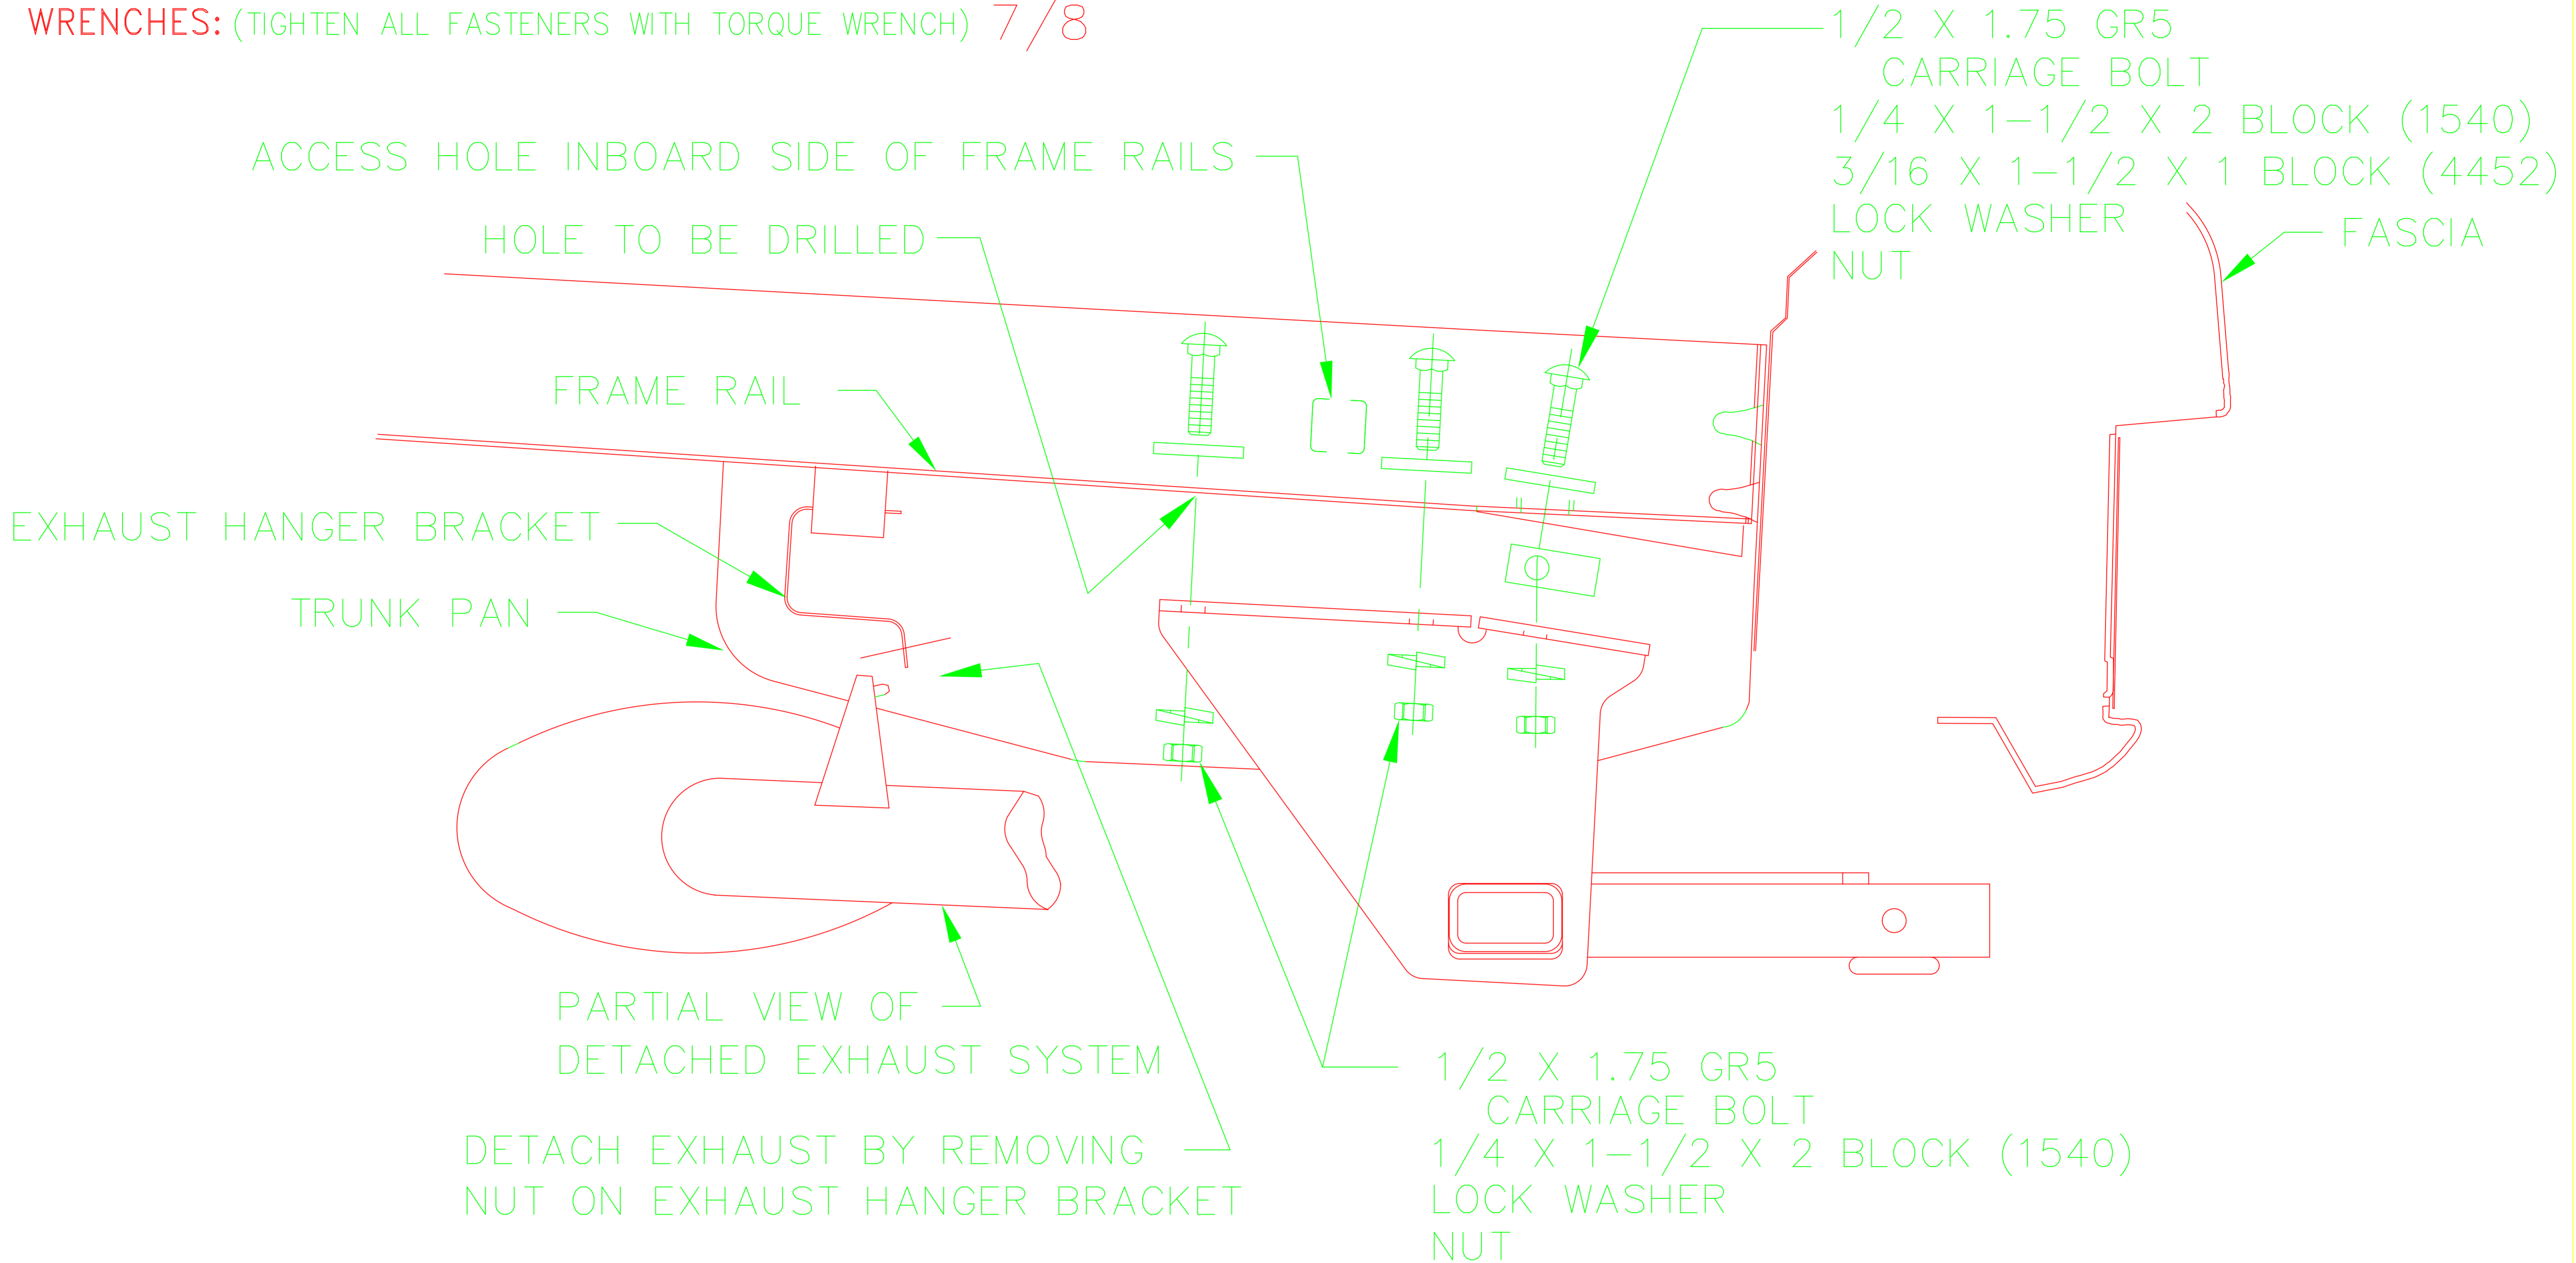 WRENCHES: (TIGHTEN ALL FASTENERS WITH TORQUE WRENCH) 7/8
1/2 X 1.75 GR5
CARRIAGE BOLT
1/4 X 1-1/2 X 2 BLOCK (1540)
3/16 X 1-1/2 X 1 BLOCK (4452)
LOCK WASHER
NUT
ACCESS HOLE INBOARD SIDE OF FRAME RAILS
HOLE TO BE DRILLED
FASCIA
FRAME RAIL
EXHAUST HANGER BRACKET
TRUNK PAN
PARTIAL VIEW OF
DETACHED EXHAUST SYSTEM
DETACH EXHAUST BY REMOVING
NUT ON EXHAUST HANGER BRACKET
1/2 X 1.75 GR5
CARRIAGE BOLT
1/4 X 1-1/2 X 2 BLOCK (1540)
LOCK WASHER
NUT